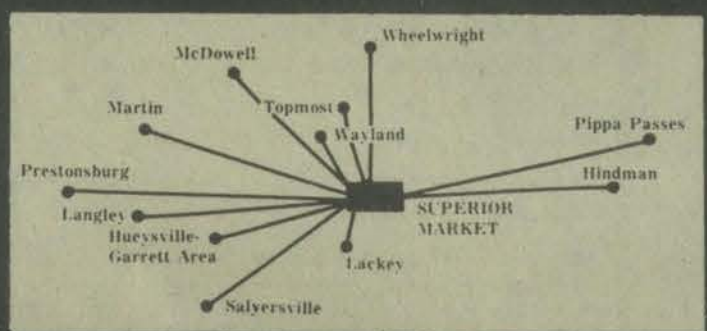 Wheelwright
McDowell
Martin
Topmost
Wayland
Pippa Passes
Prestonsburg
Hindman
Langley
SUPERIOR
MARKET
Hueysville-
Garrett Area
Lackey
Salyersville